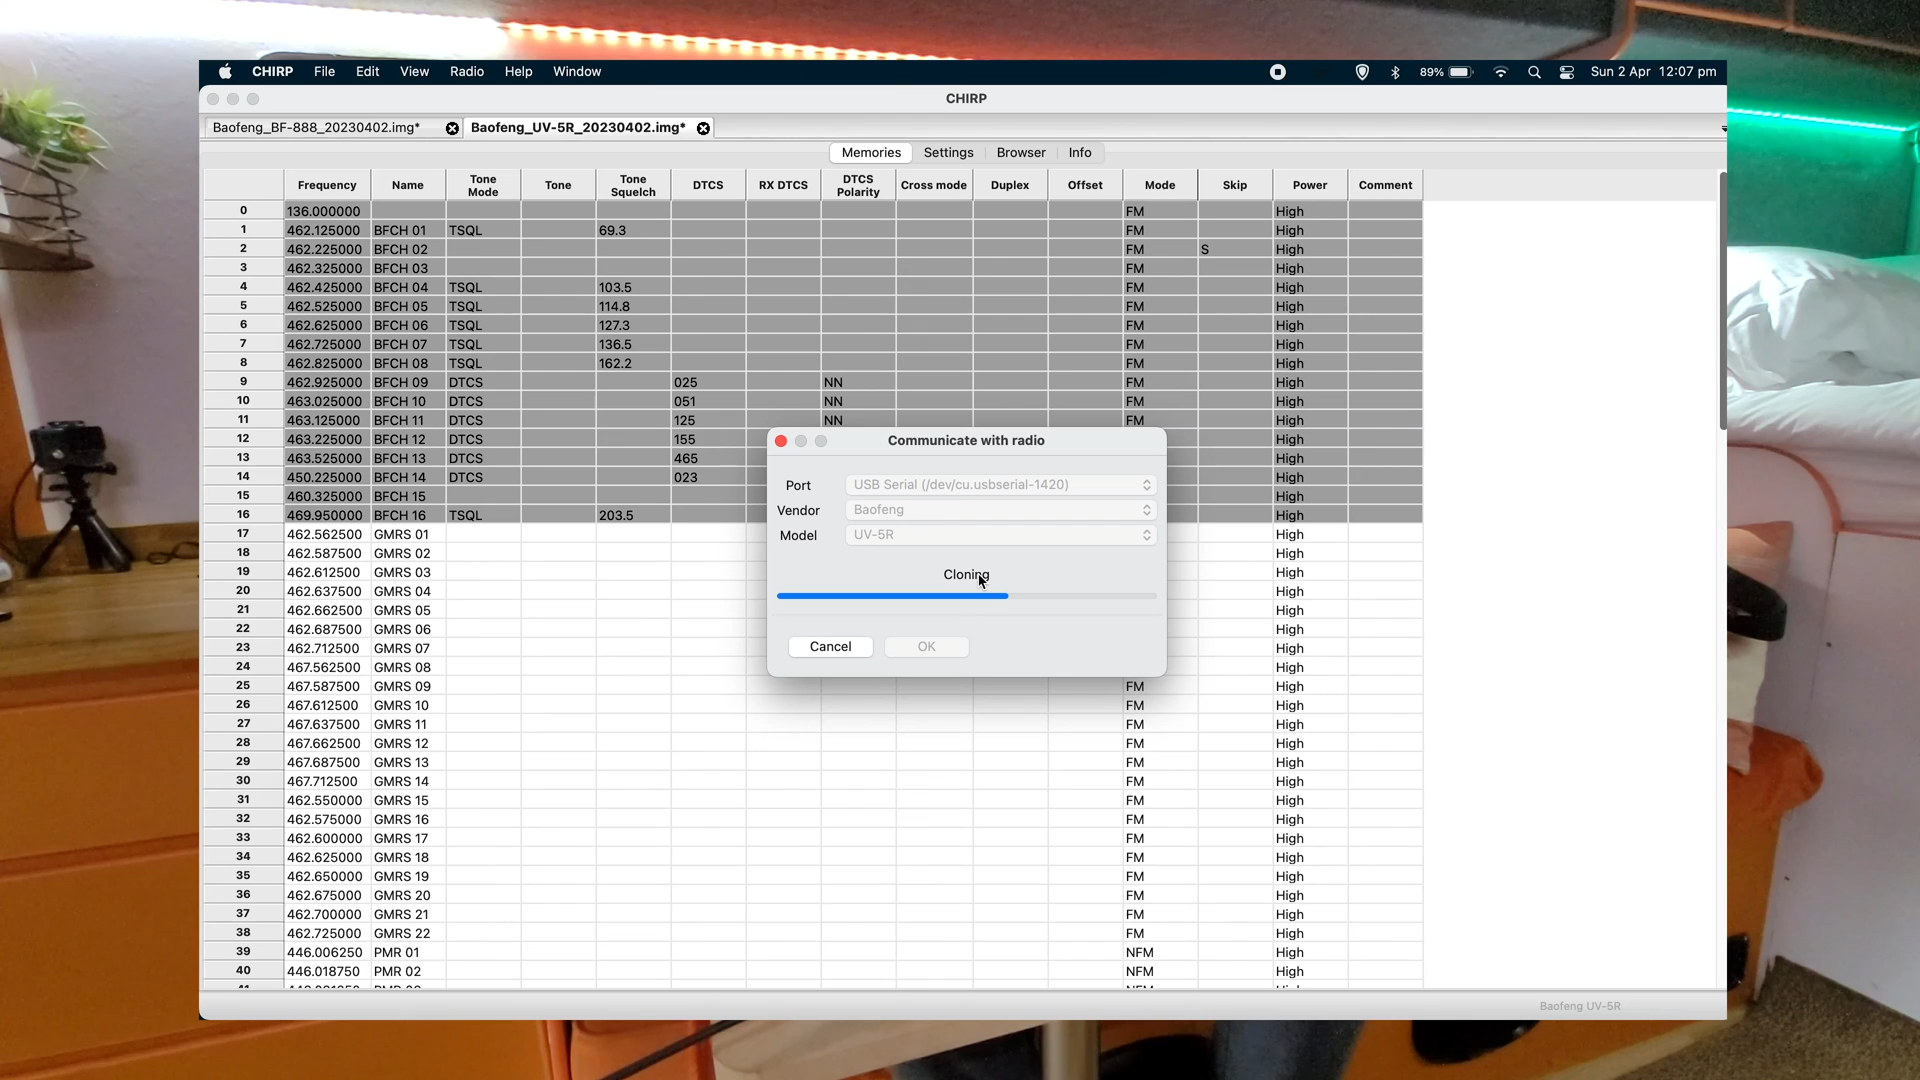 CHIRP File Edit View Radio Help Window 89% Sun 2 Apr 12:07 pm
CHIRP
Baofeng_BF-888_20230402.img* Baofeng_UV-5R_20230402.img*
Memories Settings Browser Info
Frequency Name Tone Mode Tone Tone Squelch DTCS RX DTCS DTCS Polarity Cross mode Duplex Offset Mode Skip Power Comment
0 136.000000 FM High
1 462.125000 BFCH 01 TSQL 69.3 FM High
2 462.225000 BFCH 02 FM S High
3 462.325000 BFCH 03 FM High
4 462.425000 BFCH 04 TSQL 103.5 FM High
5 462.525000 BFCH 05 TSQL 114.8 FM High
6 462.625000 BFCH 06 TSQL 127.3 FM High
7 462.725000 BFCH 07 TSQL 136.5 FM High
8 462.825000 BFCH 08 TSQL 162.2 FM High
9 462.925000 BFCH 09 DTCS 025 NN FM High
10 463.025000 BFCH 10 DTCS 051 NN FM High
11 463.125000 BFCH 11 DTCS 125 NN FM High
12 463.225000 BFCH 12 DTCS 155 High
13 463.525000 BFCH 13 DTCS 465 High
14 450.225000 BFCH 14 DTCS 023 High
15 460.325000 BFCH 15 High
16 469.950000 BFCH 16 TSQL 203.5 High
17 462.562500 GMRS 01 High
18 462.587500 GMRS 02 High
19 462.612500 GMRS 03 High
20 462.637500 GMRS 04 High
21 462.662500 GMRS 05 High
22 462.687500 GMRS 06 High
23 462.712500 GMRS 07 High
24 467.562500 GMRS 08 High
25 467.587500 GMRS 09 FM High
26 467.612500 GMRS 10 FM High
27 467.637500 GMRS 11 FM High
28 467.662500 GMRS 12 FM High
29 467.687500 GMRS 13 FM High
30 467.712500 GMRS 14 FM High
31 462.550000 GMRS 15 FM High
32 462.575000 GMRS 16 FM High
33 462.600000 GMRS 17 FM High
34 462.625000 GMRS 18 FM High
35 462.650000 GMRS 19 FM High
36 462.675000 GMRS 20 FM High
37 462.700000 GMRS 21 FM High
38 462.725000 GMRS 22 FM High
39 446.006250 PMR 01 NFM High
40 446.018750 PMR 02 NFM High
Communicate with radio
Port USB Serial (/dev/cu.usbserial-1420)
Vendor Baofeng
Model UV-5R
Cloning
Cancel OK
Baofeng UV-5R